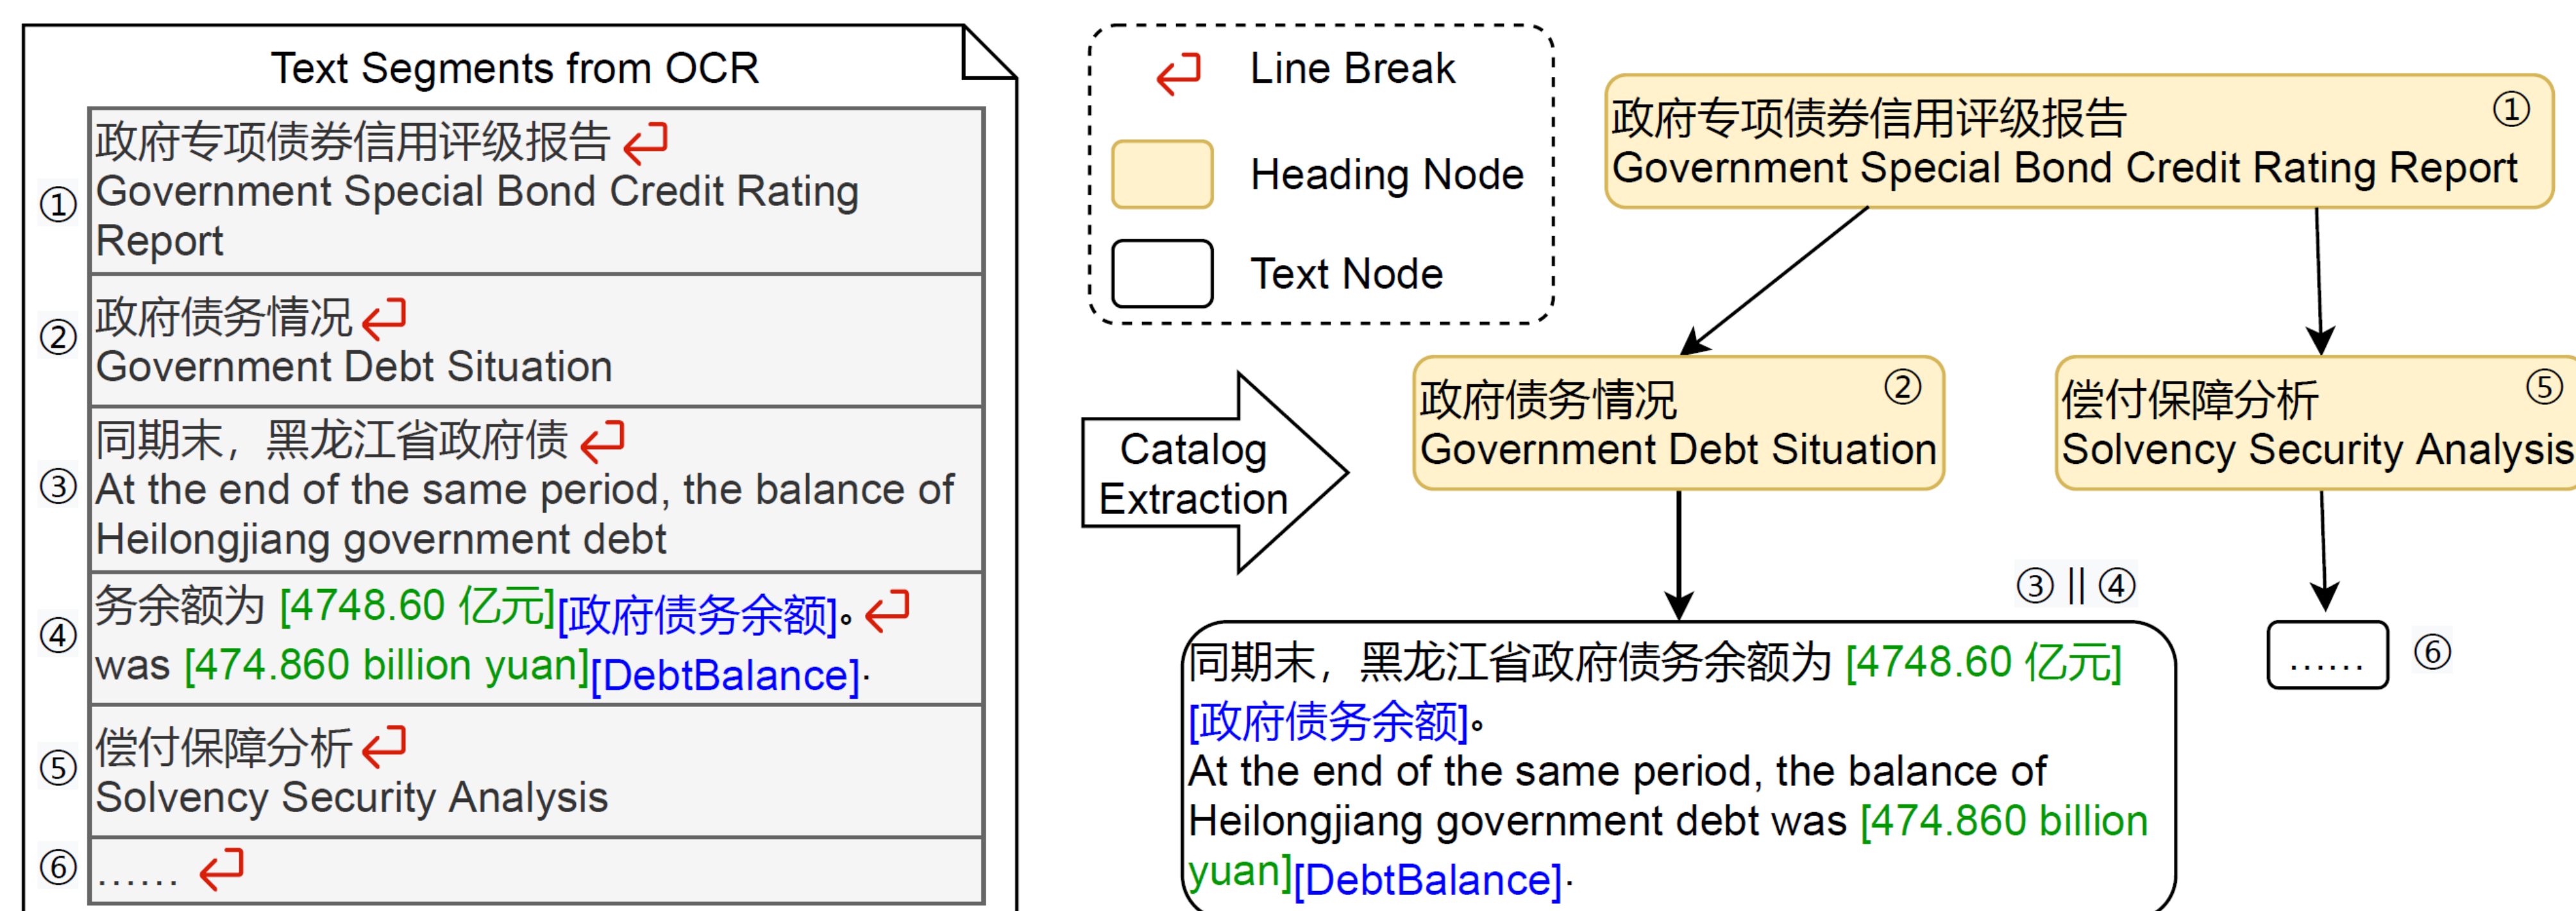 Text Segments from OCR
①
政府专项债券信用评级报告
Government Special Bond Credit Rating
Report
②
政府债务情况
Government Debt Situation
③
同期末，黑龙江省政府债
At the end of the same period, the balance of
Heilongjiang government debt
④
务余额为 [4748.60 亿元][政府债务余额]。
was [474.860 billion yuan][DebtBalance].
⑤
偿付保障分析
Solvency Security Analysis
⑥
……
Line Break
Heading Node
Text Node
Catalog
Extraction
政府专项债券信用评级报告 ①
Government Special Bond Credit Rating Report
政府债务情况 ②
Government Debt Situation
偿付保障分析 ⑤
Solvency Security Analysis
③ || ④
同期末，黑龙江省政府债务余额为 [4748.60 亿元]
[政府债务余额]。
At the end of the same period, the balance of
Heilongjiang government debt was [474.860 billion
yuan][DebtBalance].
…… ⑥